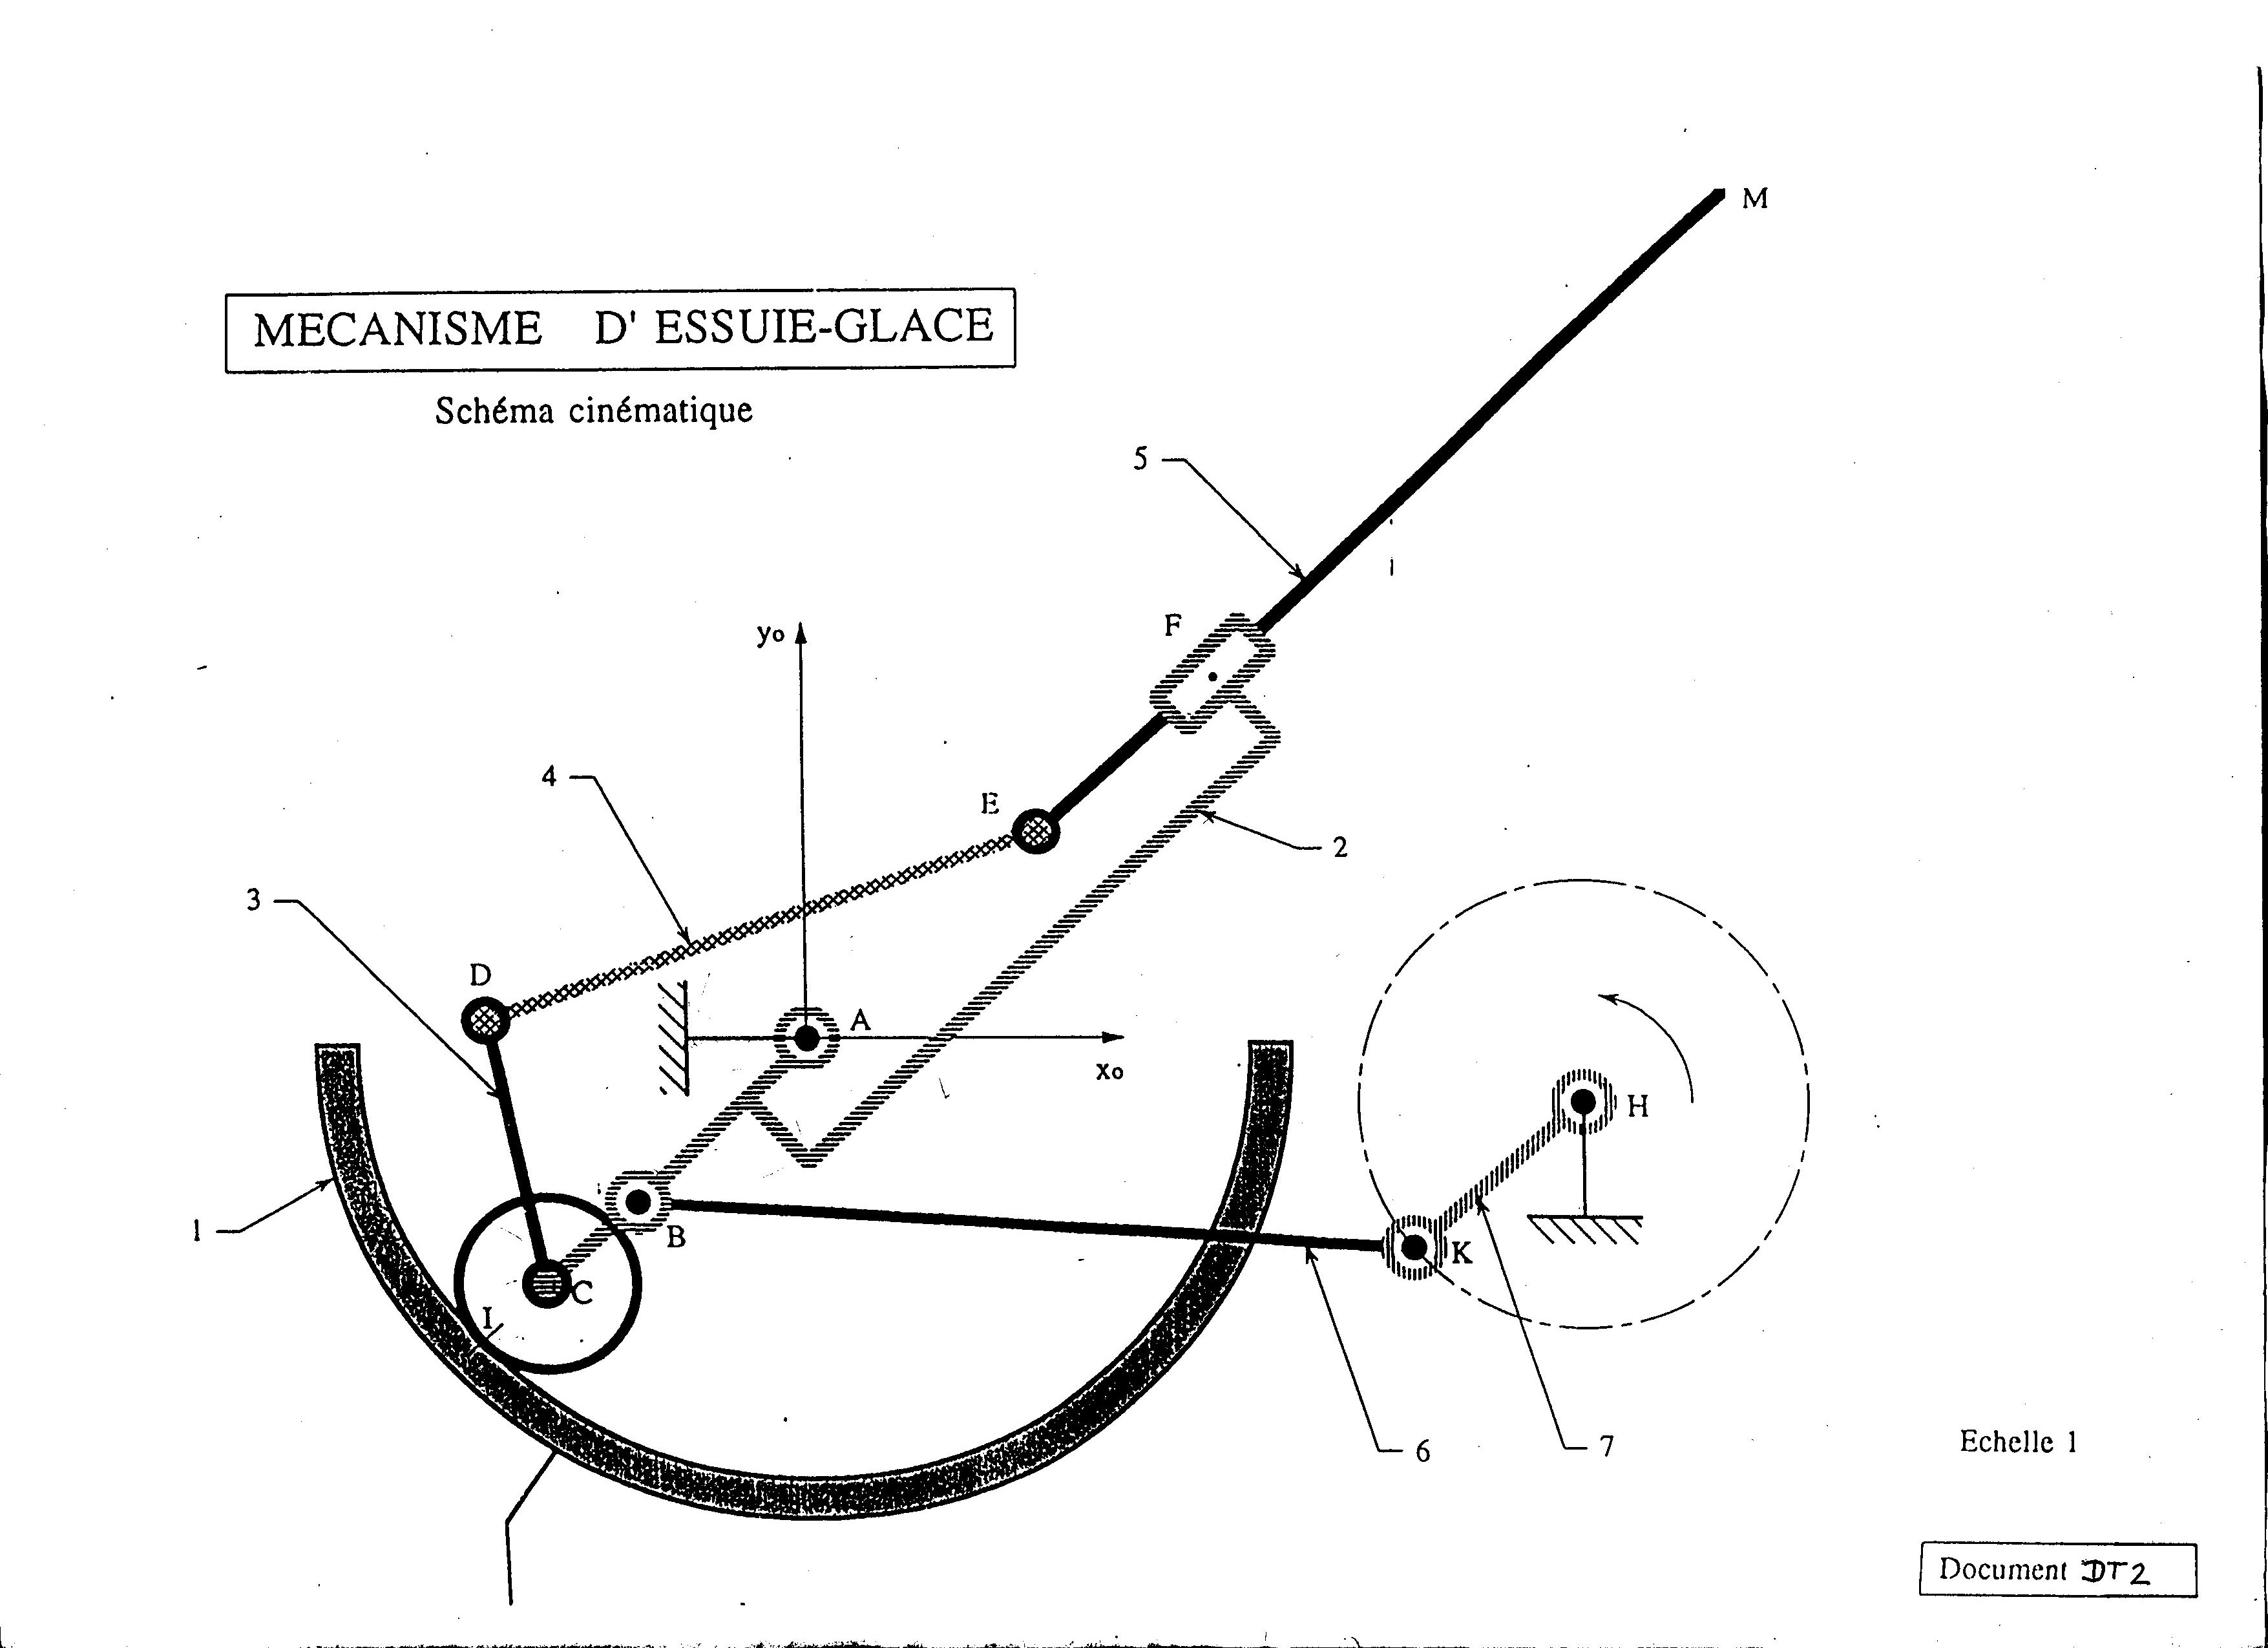 M
MECANISME D' ESSUIE-GLACE
Schéma cinématique
5
F
yo
4
E
2
3
D
A
xo
H
1
B
K
C
I
6
7
Echelle 1
Document DT2